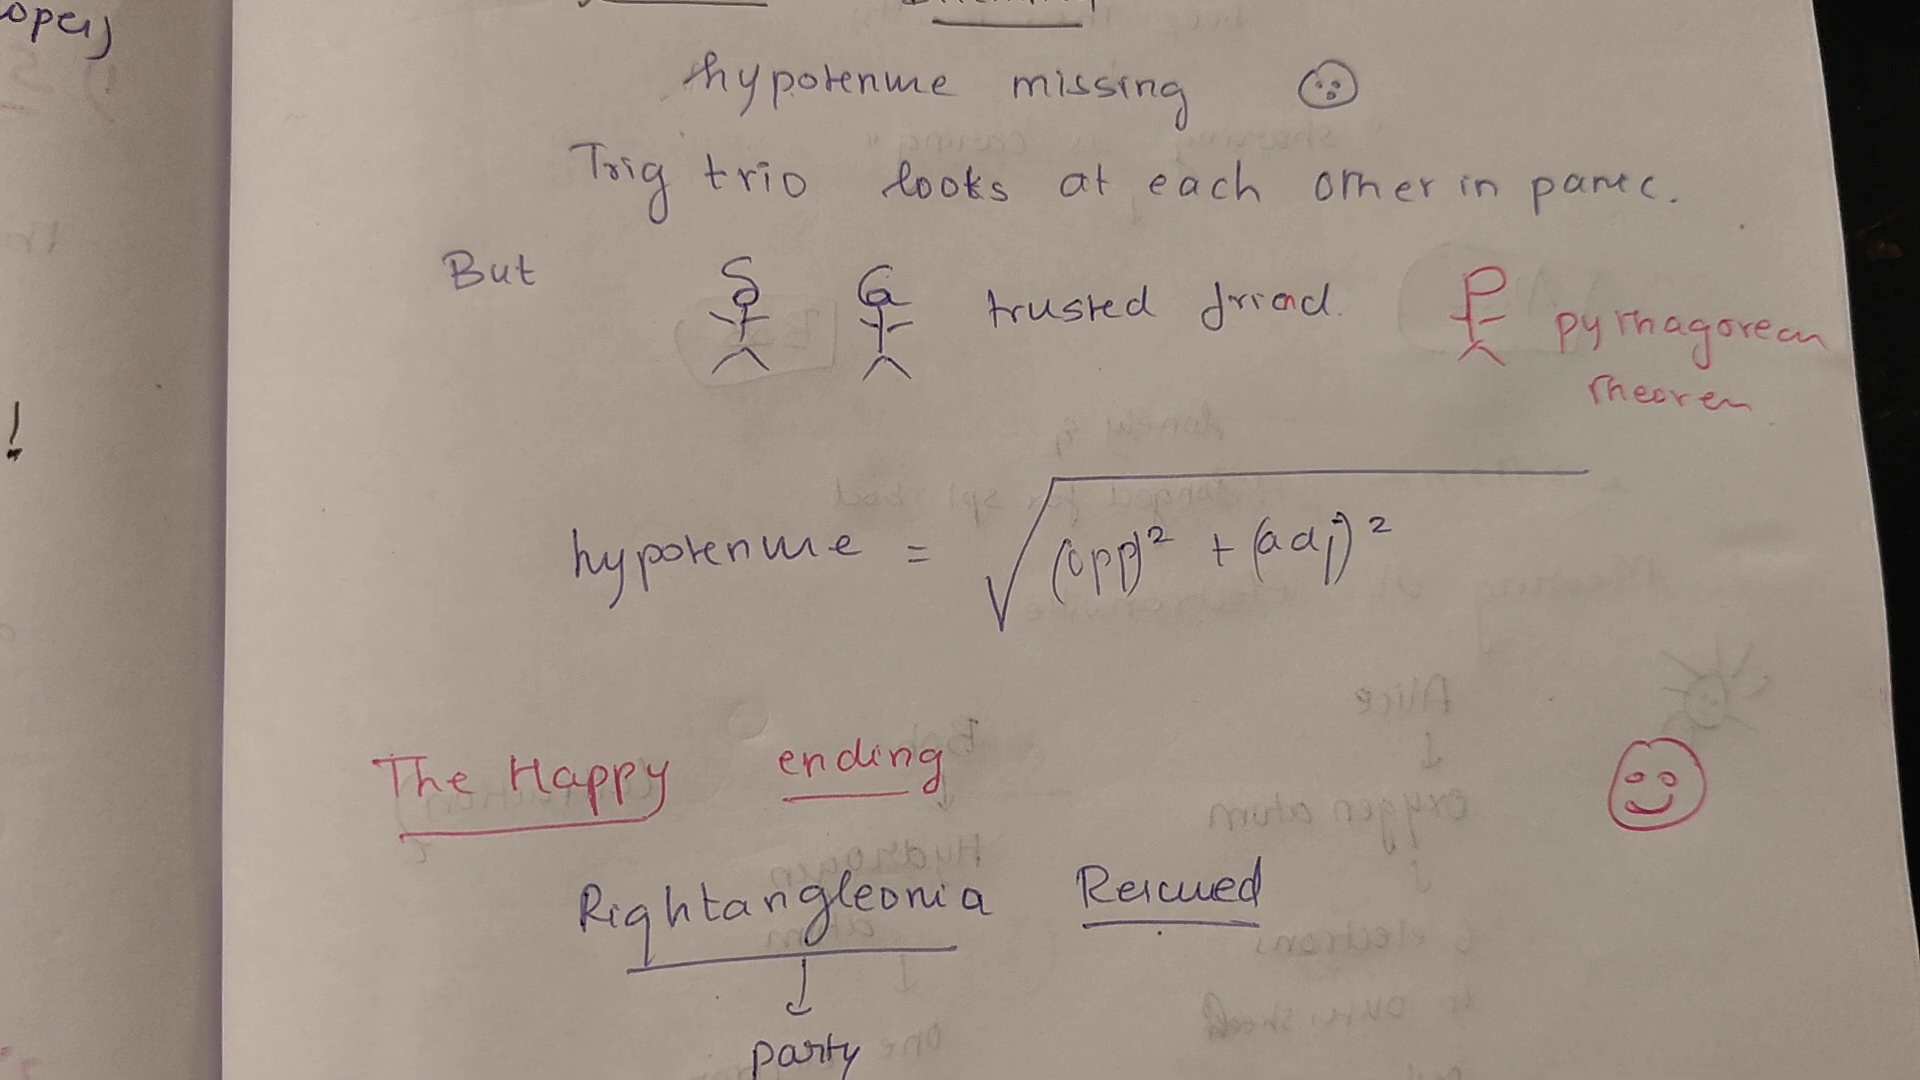 hypotenuse missing
Trig trio looks at each other in panic.
But S G trusted friend. P pythagorean
theorem
hypotenuse = √(opp)² + (adj)²
The Happy ending
Rightangleonia Rescued
↓
party